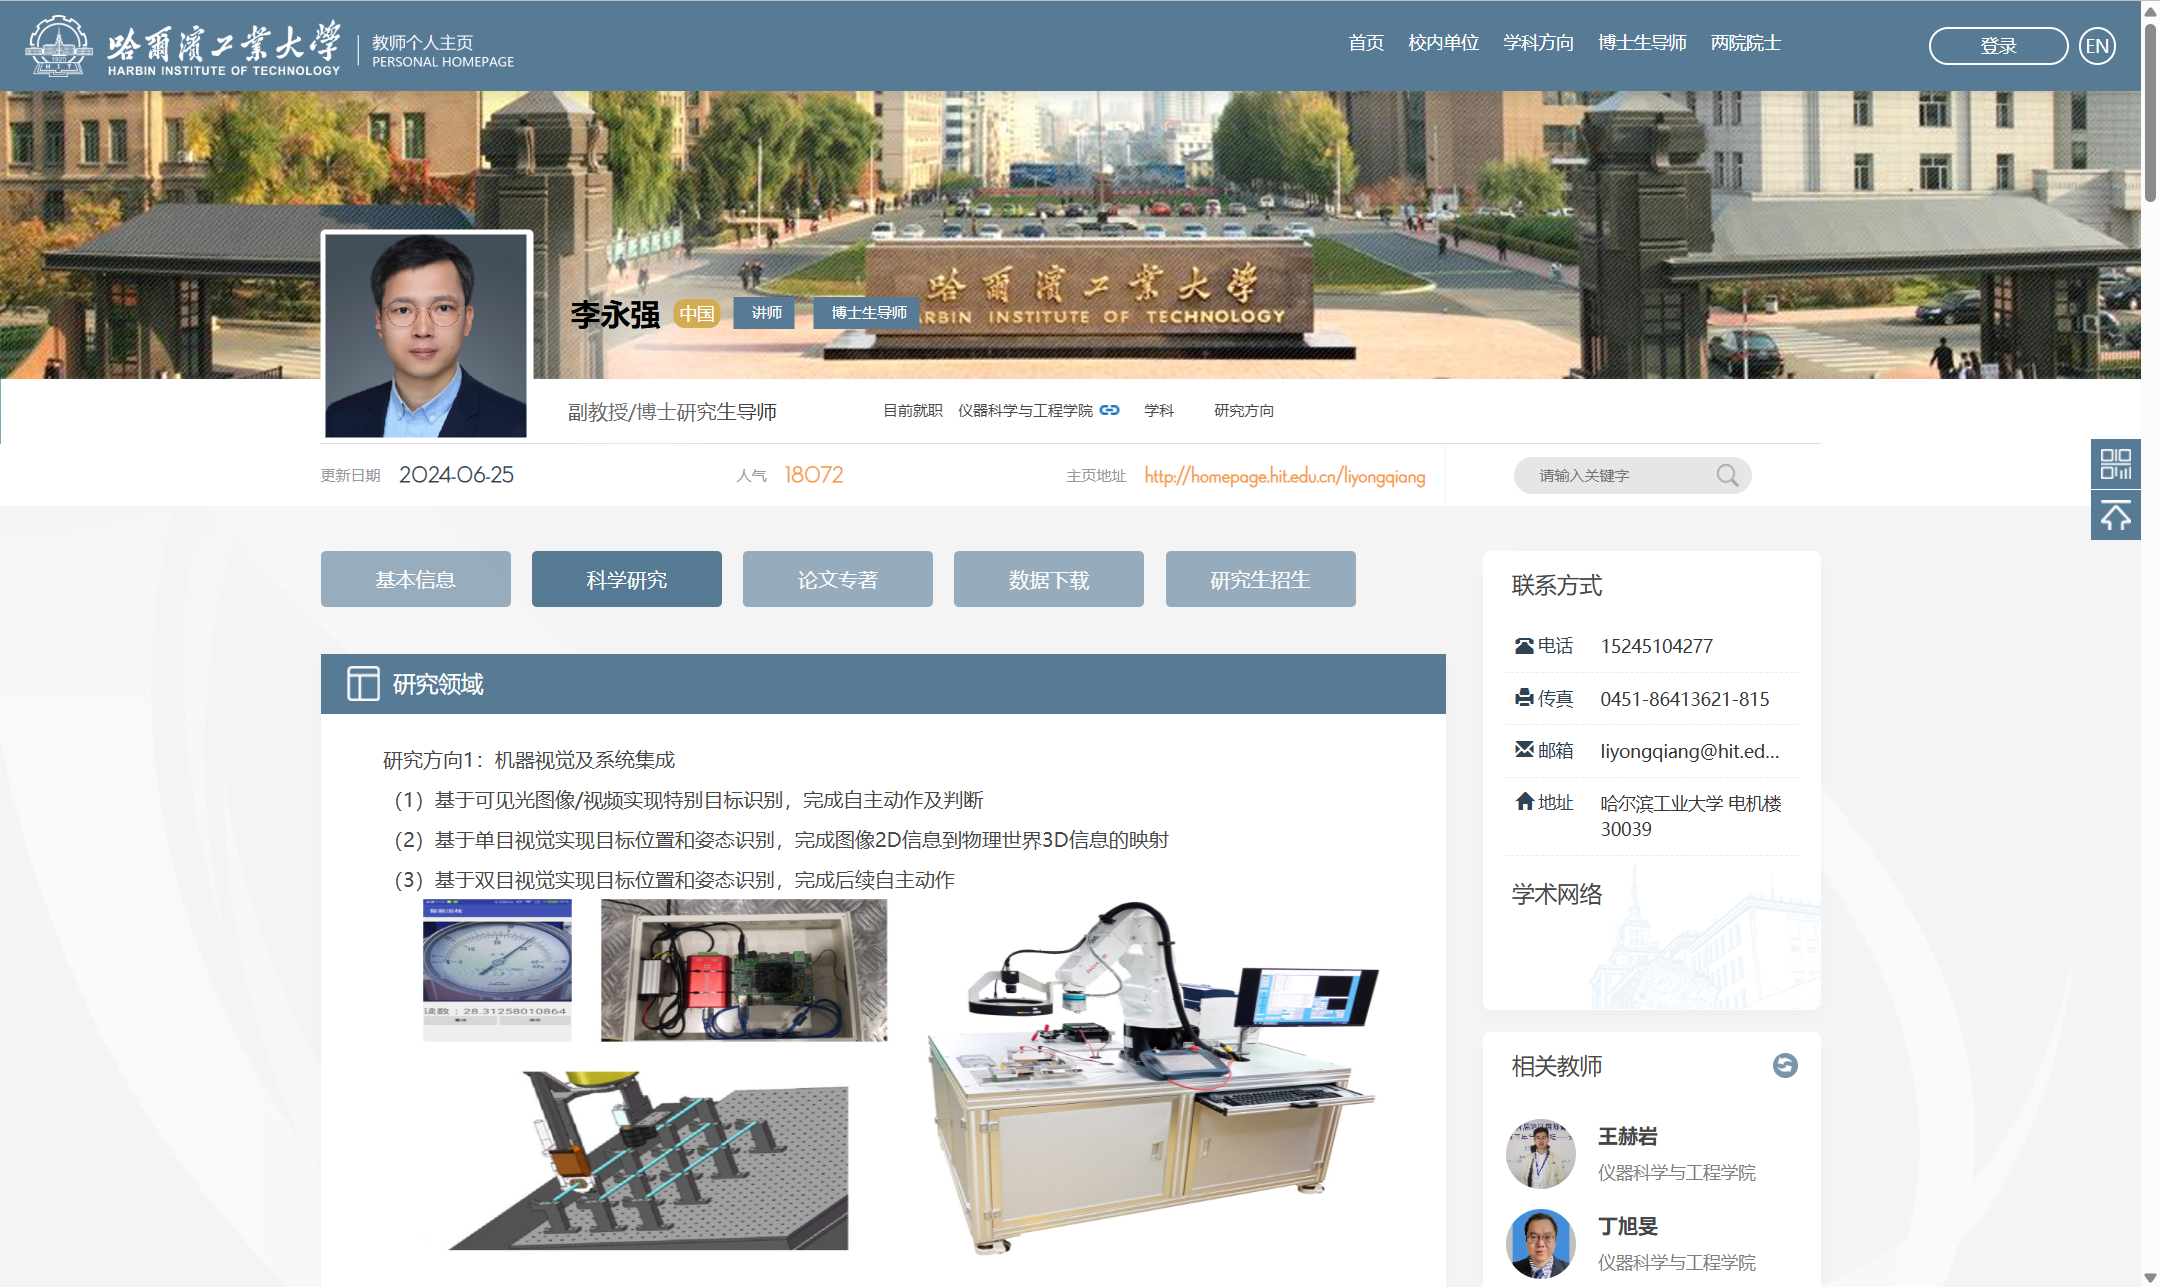 哈爾濱工業大學
HARBIN INSTITUTE OF TECHNOLOGY
教师个人主页
PERSONAL HOMEPAGE
首页 校内单位 学科方向 博士生导师 两院院士
登录 EN
哈爾濱工業大學
RBIN INSTITUTE OF TECHNOLOGY
李永强 中国 讲师 博士生导师
副教授/博士研究生导师 目前就职 仪器科学与工程学院 学科 研究方向
更新日期 2024-06-25 人气 18072 主页地址 http://homepage.hit.edu.cn/liyongqiang 请输入关键字
基本信息 科学研究 论文专著 数据下载 研究生招生
研究领域
研究方向1：机器视觉及系统集成
（1）基于可见光图像/视频实现特别目标识别，完成自主动作及判断
（2）基于单目视觉实现目标位置和姿态识别，完成图像2D信息到物理世界3D信息的映射
（3）基于双目视觉实现目标位置和姿态识别，完成后续自主动作
读数：28.31258010864
联系方式
电话 15245104277
传真 0451-86413621-815
邮箱 liyongqiang@hit.ed...
地址 哈尔滨工业大学 电机楼
30039
学术网络
相关教师
王赫岩
仪器科学与工程学院
丁旭旻
仪器科学与工程学院